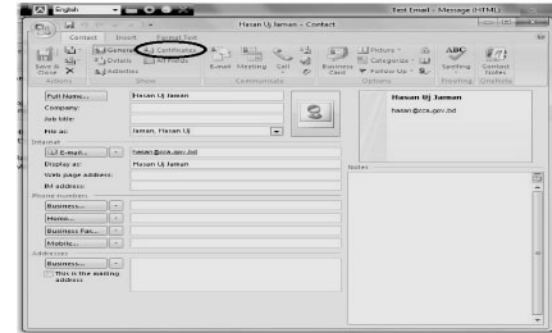 English
Test Email - Message (HTML)
Hasan Uj Jaman - Contact
Contact Insert Format Text
Save & Close
General
Details
Activities
Certificates
All Fields
E-mail Meeting Call
Business Card
Picture
Categorize
Follow Up
Spelling
Contact Notes
Actions Show Communicate Options Proofing OneNote
Full Name... Hasan Uj Jaman
Company:
Job title:
File as: Jaman, Hasan Uj
Internet
E-mail... hasan@cca.gov.bd
Display as: Hasan Uj Jaman
Web page address:
IM address:
Phone numbers
Business...
Home...
Business Fax...
Mobile...
Addresses
Business...
This is the mailing address
Hasan Uj Jaman
hasan@cca.gov.bd
Notes